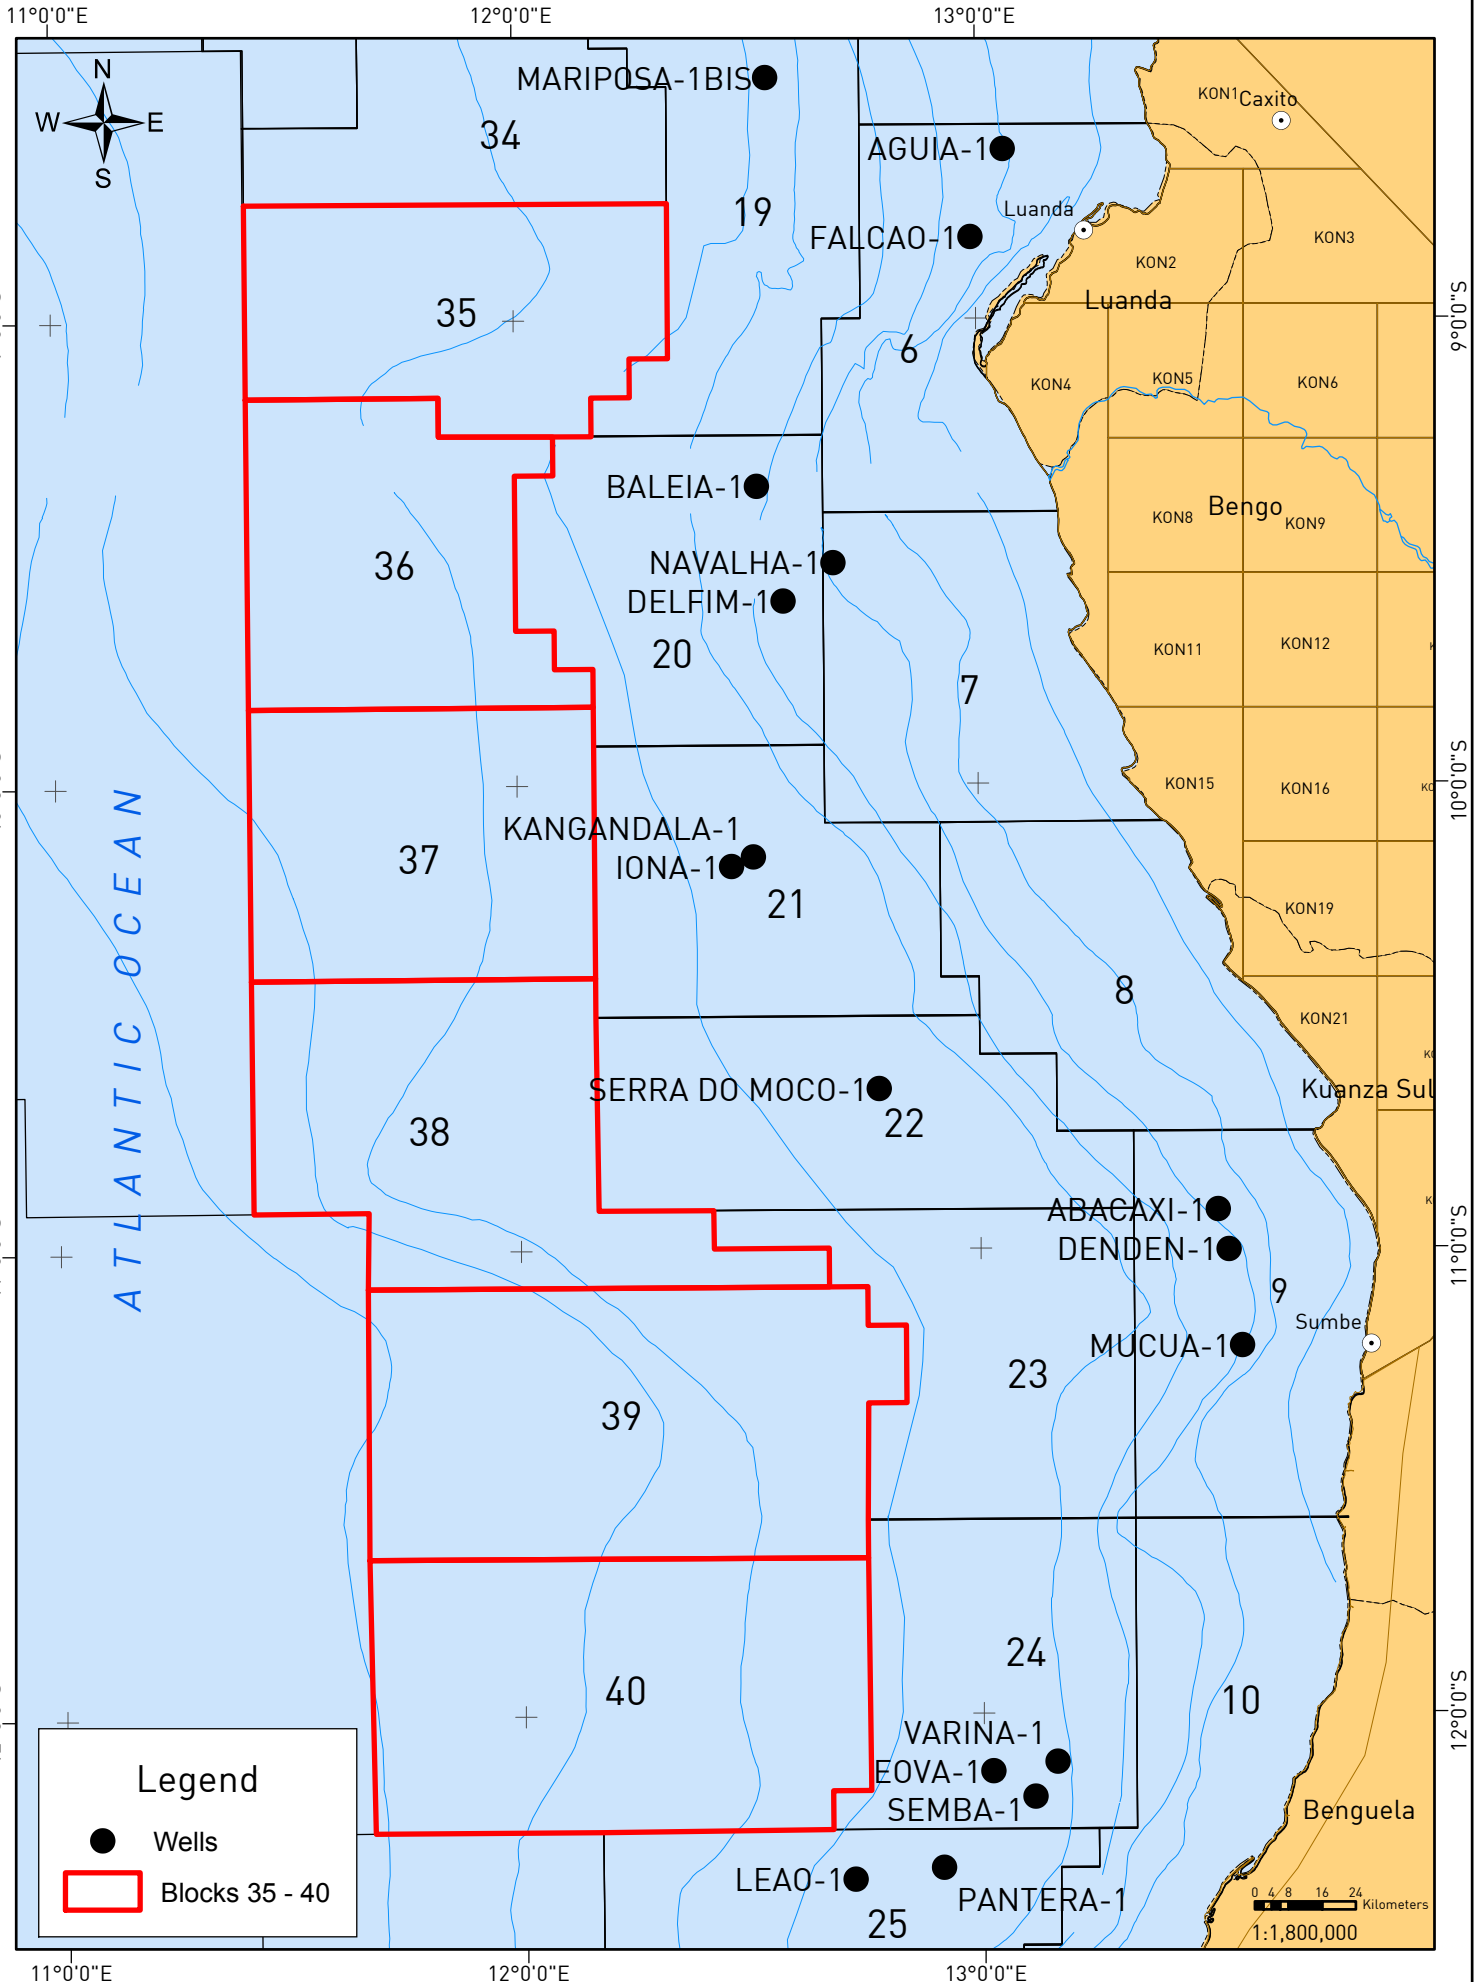 11°0'0"E
12°0'0"E
13°0'0"E
N
W
E
S
MARIPOSA-1BIS
34
KON1
Caxito
AGUIA-1
19
Luanda
FALCAO-1
KON3
KON2
Luanda
35
9°0'0"S
6
KON4
KON5
KON6
BALEIA-1
Bengo
KON8
KON9
36
NAVALHA-1
DELFIM-1
20
KON11
KON12
7
10°0'0"S
KON15
KON16
ATLANTIC OCEAN
37
KANGANDALA-1
IONA-1
21
KON19
8
KON21
SERRA DO MOCO-1
Kuanza Sul
22
38
ABACAXI-1
DENDEN-1
11°0'0"S
9
Sumbe
MUCUA-1
23
39
24
40
10
12°0'0"S
VARINA-1
EOVA-1
SEMBA-1
Benguela
LEAO-1
PANTERA-1
25
Legend
Wells
Blocks 35 - 40
0 4 8 16 24
Kilometers
1:1,800,000
11°0'0"E
12°0'0"E
13°0'0"E